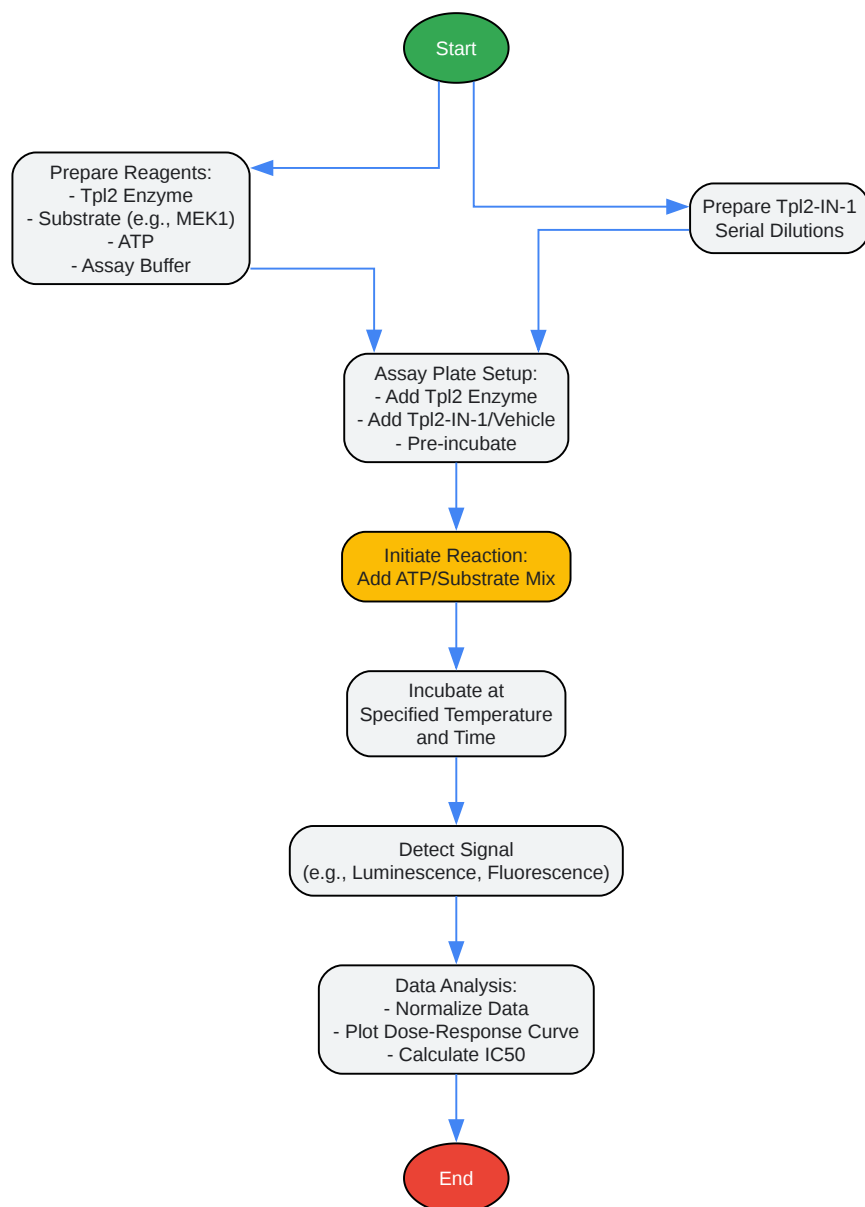 Start
Prepare Reagents:
- Tpl2 Enzyme
- Substrate (e.g., MEK1)
- ATP
- Assay Buffer
Prepare Tpl2-IN-1
Serial Dilutions
Assay Plate Setup:
- Add Tpl2 Enzyme
- Add Tpl2-IN-1/Vehicle
- Pre-incubate
Initiate Reaction:
Add ATP/Substrate Mix
Incubate at
Specified Temperature
and Time
Detect Signal
(e.g., Luminescence, Fluorescence)
Data Analysis:
- Normalize Data
- Plot Dose-Response Curve
- Calculate IC50
End